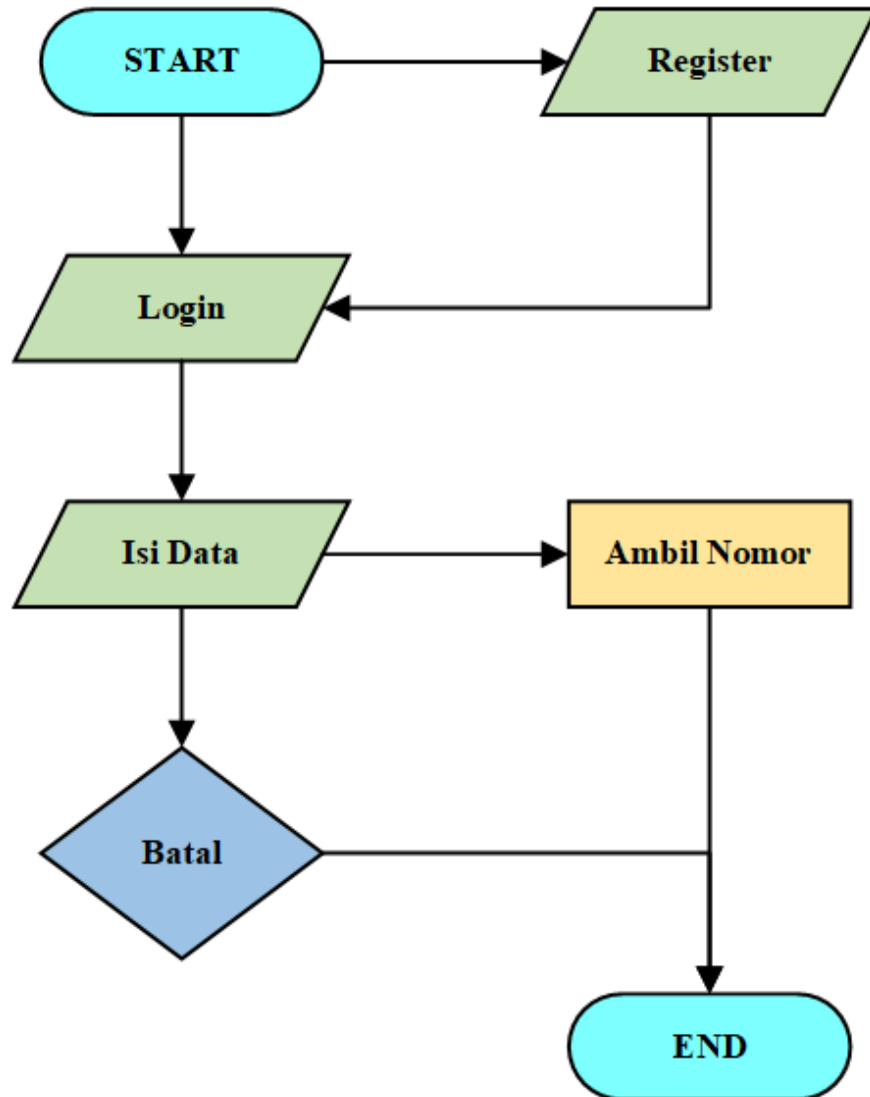 START
Register
Login
Isi Data
Ambil Nomor
Batal
END